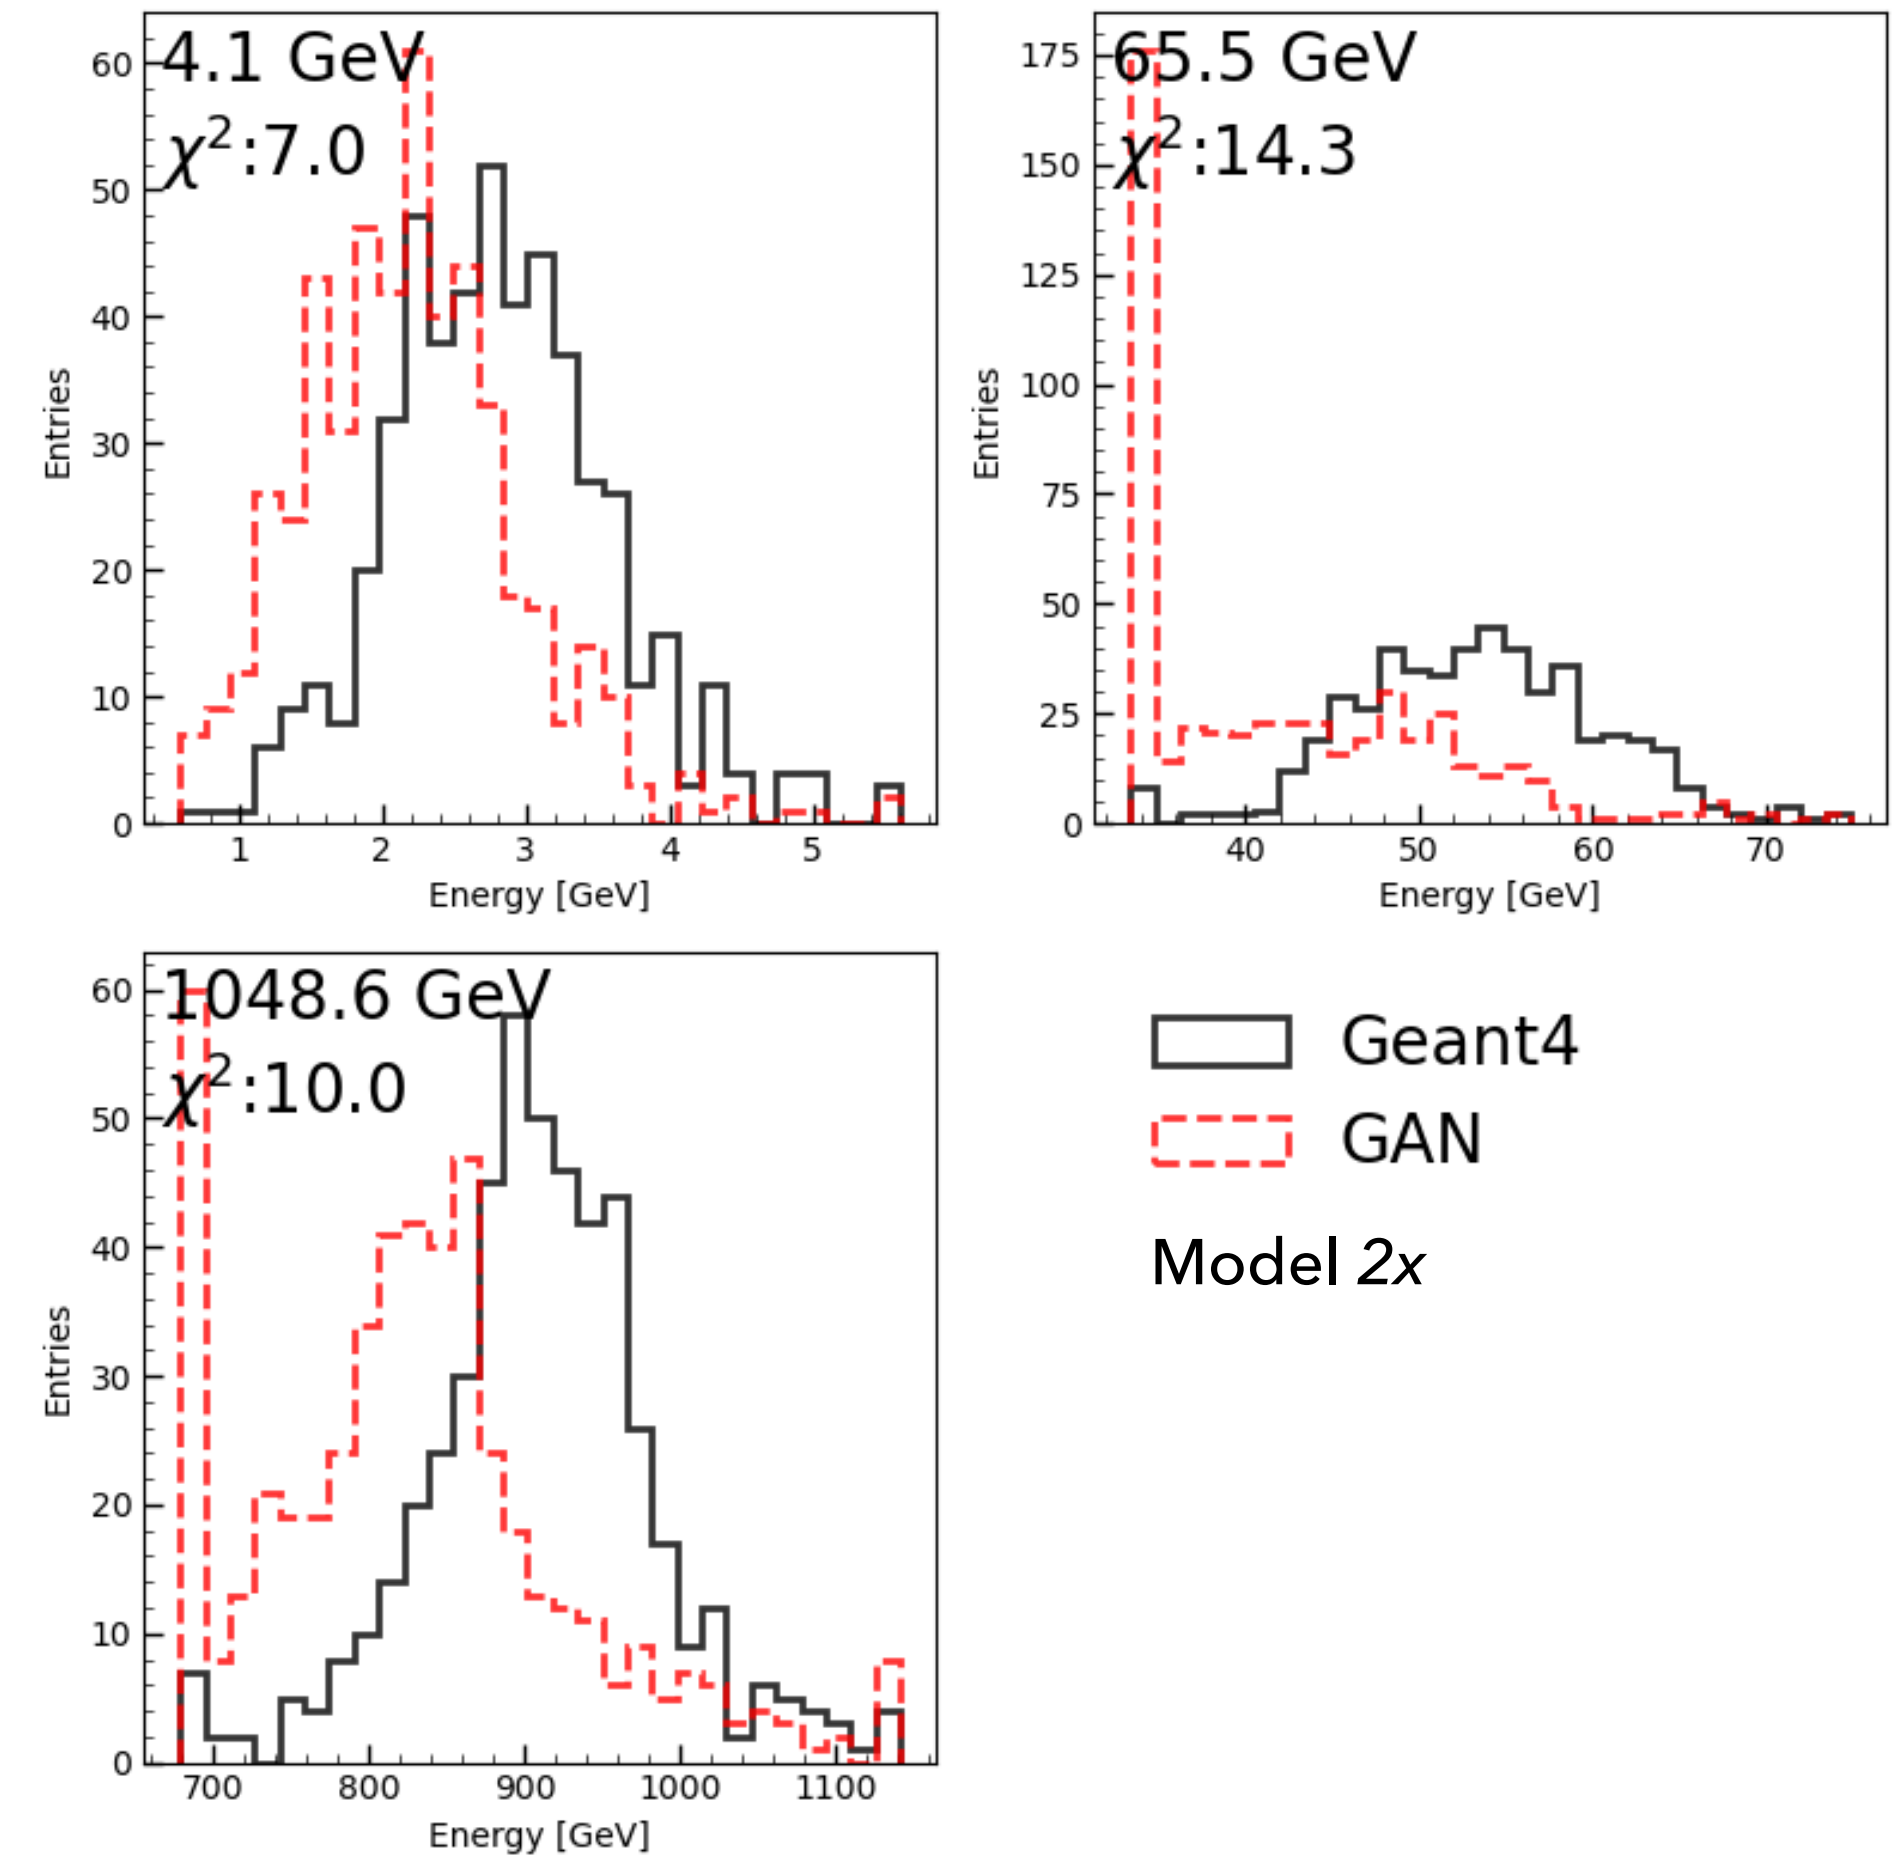 4.1 GeV
χ²:7.0
60
50
40
30
20
10
0
Entries
1 2 3 4 5
Energy [GeV]
65.5 GeV
χ²:14.3
175
150
125
100
75
50
25
0
Entries
40 50 60 70
Energy [GeV]
1048.6 GeV
χ²:10.0
60
50
40
30
20
10
0
Entries
700 800 900 1000 1100
Energy [GeV]
Geant4
GAN
Model 2x